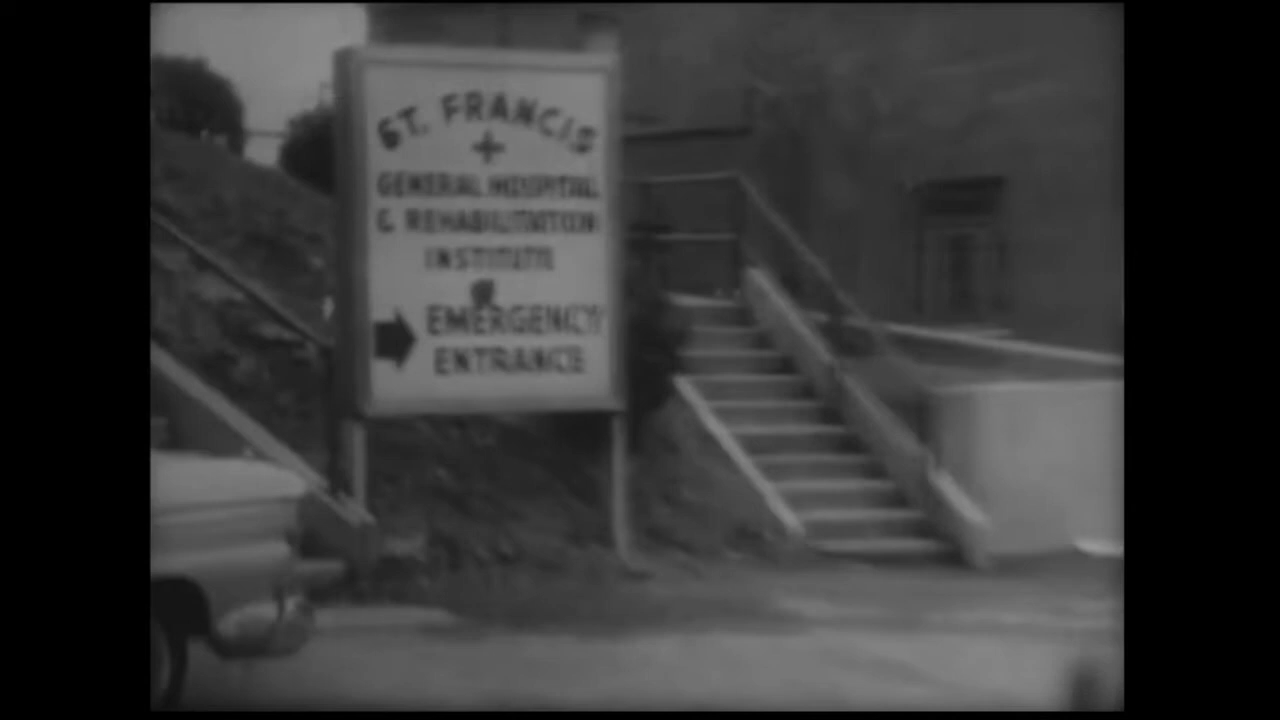 ST. FRANCIS
GENERAL HOSPITAL
& REHABILITATION
INSTITUTE
EMERGENCY
ENTRANCE